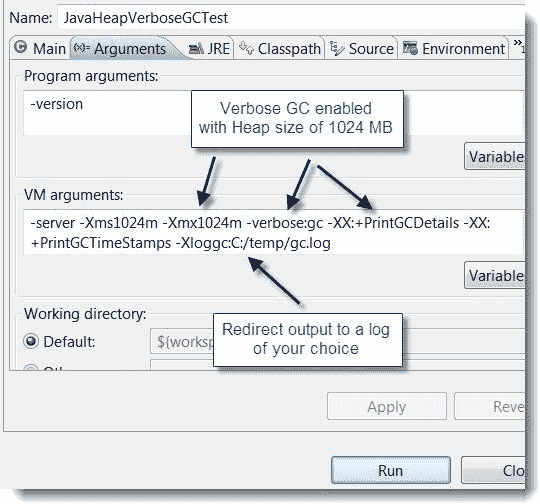 Name: JavaHeapVerboseGCTest
Main (x)= Arguments JRE Classpath Source Environment »
Program arguments:
-version
Verbose GC enabled
with Heap size of 1024 MB
Variable
VM arguments:
-server -Xms1024m -Xmx1024m -verbose:gc -XX:+PrintGCDetails -XX:
+PrintGCTimeStamps -Xloggc:C:/temp/gc.log
Variable
Redirect output to a log
of your choice
Working directory:
Default: ${worksp
Apply Reve
Run Clo